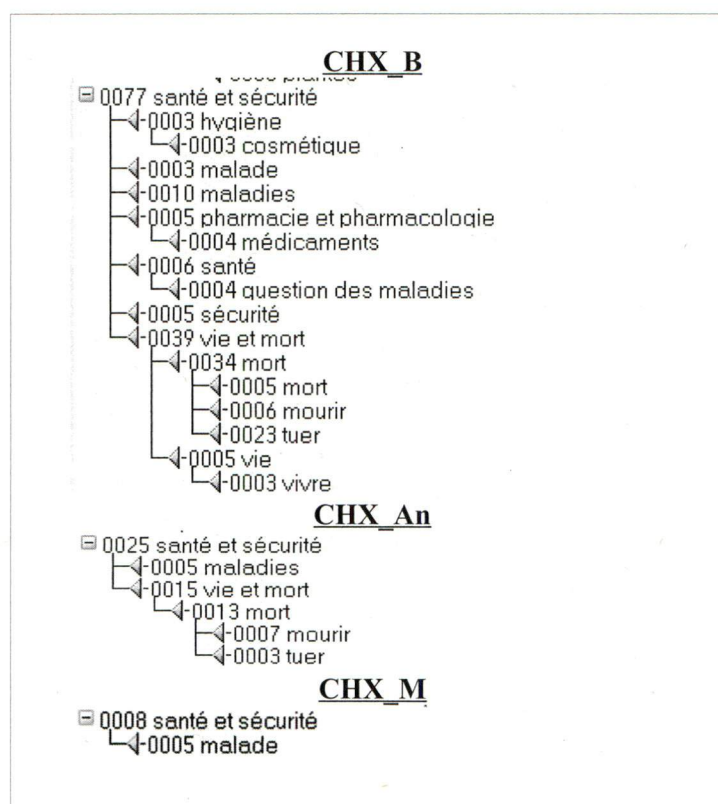 CHX_B
0077 santé et sécurité
0003 hygiène
0003 cosmétique
0003 malade
0010 maladies
0005 pharmacie et pharmacologie
0004 médicaments
0006 santé
0004 question des maladies
0005 sécurité
0039 vie et mort
0034 mort
0005 mort
0006 mourir
0023 tuer
0005 vie
0003 vivre
CHX_An
0025 santé et sécurité
0005 maladies
0015 vie et mort
0013 mort
0007 mourir
0003 tuer
CHX_M
0008 santé et sécurité
0005 malade